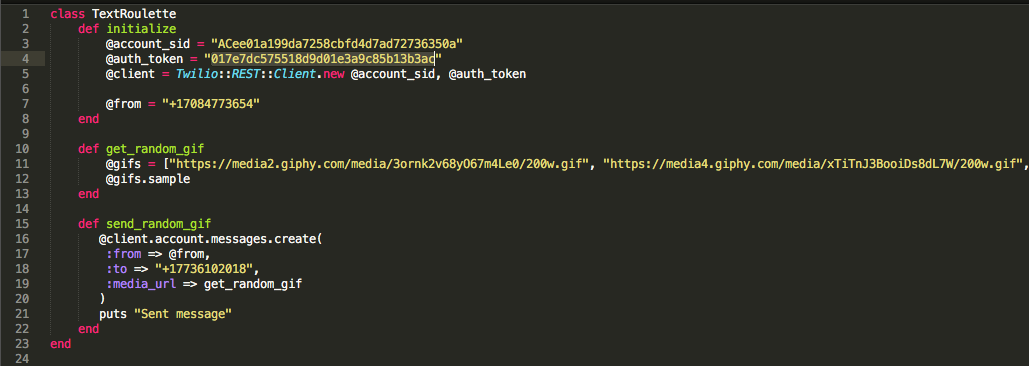 1 class TextRoulette
2 def initialize
3 @account_sid = "ACee01a199da7258cbfd4d7ad72736350a"
4 @auth_token = "017e7dc575518d9d01e3a9c85b13b3ac"
5 @client = Twilio::REST::Client.new @account_sid, @auth_token
6
7 @from = "+17084773654"
8 end
9
10 def get_random_gif
11 @gifs = ["https://media2.giphy.com/media/3ornk2v68yO67m4Le0/200w.gif", "https://media4.giphy.com/media/xTiTnJ3BooiDs8dL7W/200w.gif",
12 @gifs.sample
13 end
14
15 def send_random_gif
16 @client.account.messages.create(
17 :from => @from,
18 :to => "+17736102018",
19 :media_url => get_random_gif
20 )
21 puts "Sent message"
22 end
23 end
24